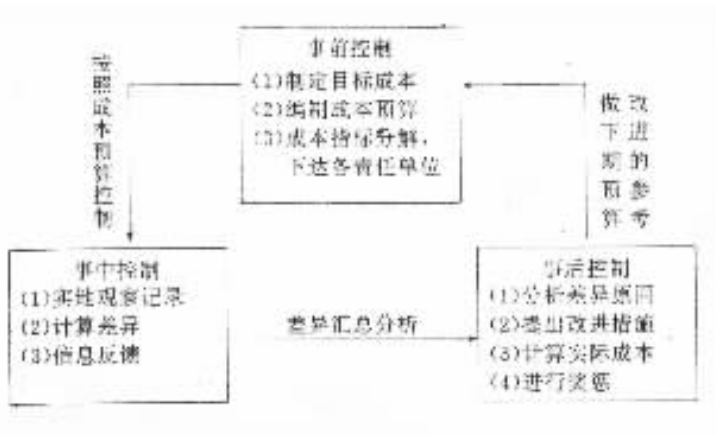 事前控制
(1)制定目标成本
(2)编制成本预算
(3)成本指标分解,
下达各责任单位
按照成本预算控制
做下期预算
改进的参考
事中控制
(1)实地观察记录
(2)计算差异
(3)信息反馈
差异汇总分析
事后控制
(1)分析差异原因
(2)提出改进措施
(3)计算实际成本
(4)进行奖惩